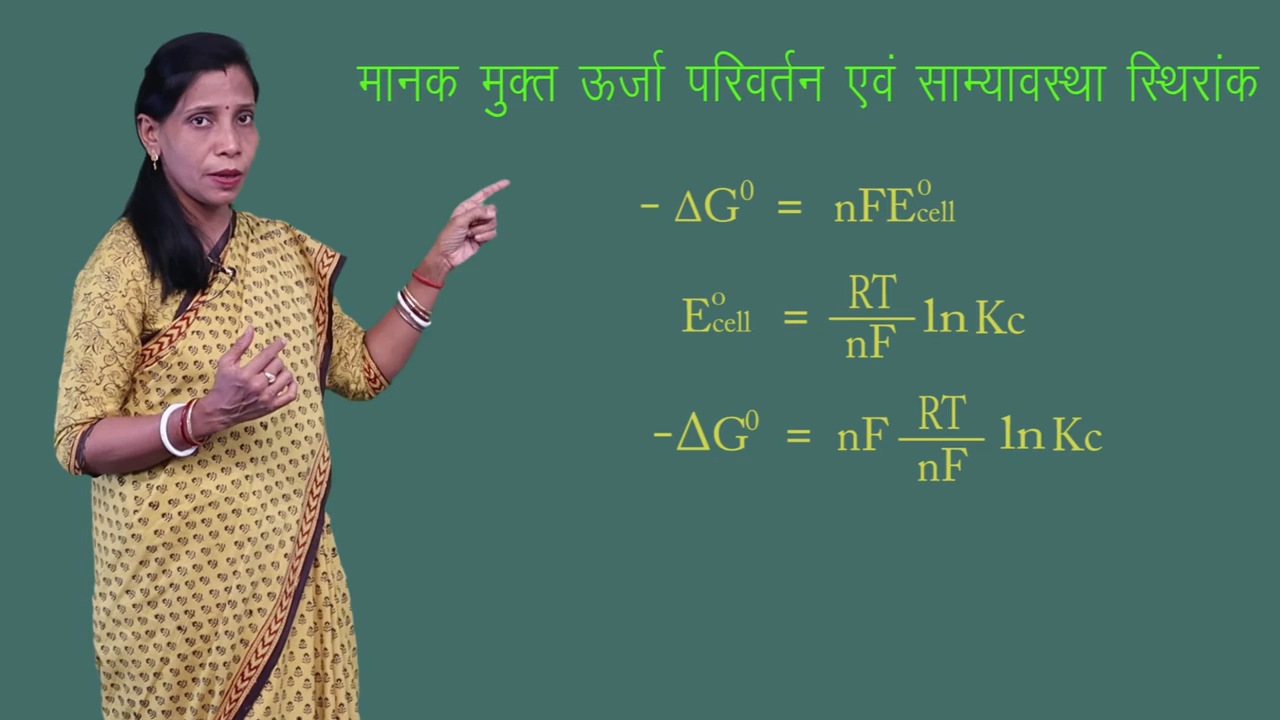 मानक मुक्त ऊर्जा परिवर्तन एवं साम्यावस्था स्थिरांक
- ΔG⁰ = nFE°cell
E°cell = RT/nF ln Kc
-ΔG⁰ = nF RT/nF ln Kc